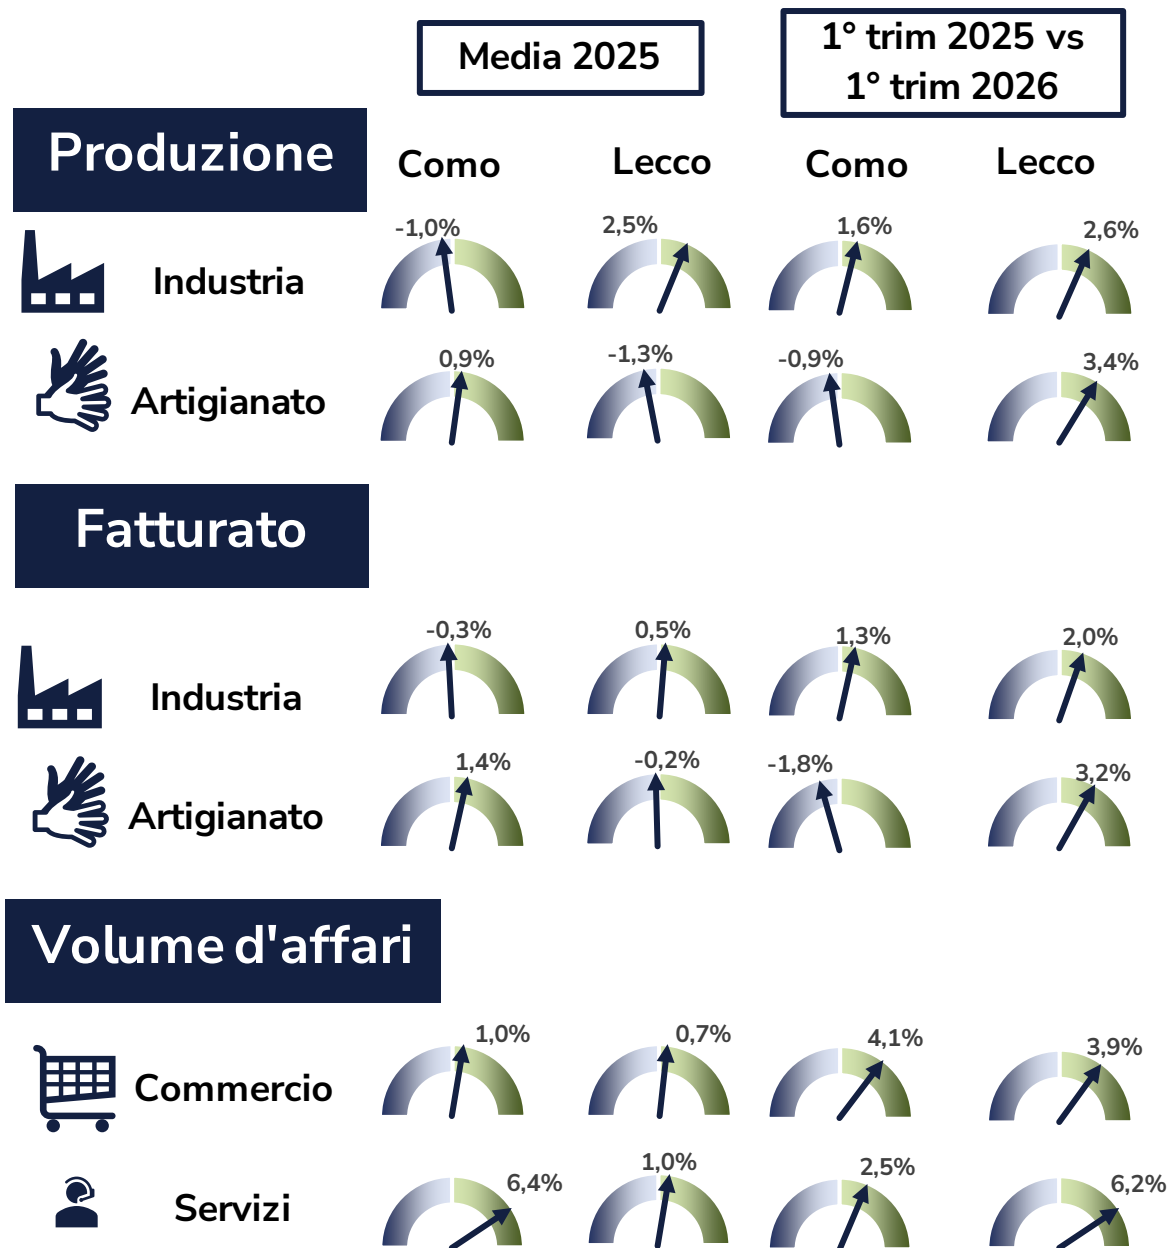 Media 2025
1° trim 2025 vs
1° trim 2026
Produzione
Como
Lecco
Como
Lecco
Industria
-1,0%
2,5%
1,6%
2,6%
Artigianato
0,9%
-1,3%
-0,9%
3,4%
Fatturato
Industria
-0,3%
0,5%
1,3%
2,0%
Artigianato
1,4%
-0,2%
-1,8%
3,2%
Volume d'affari
Commercio
1,0%
0,7%
4,1%
3,9%
Servizi
6,4%
1,0%
2,5%
6,2%